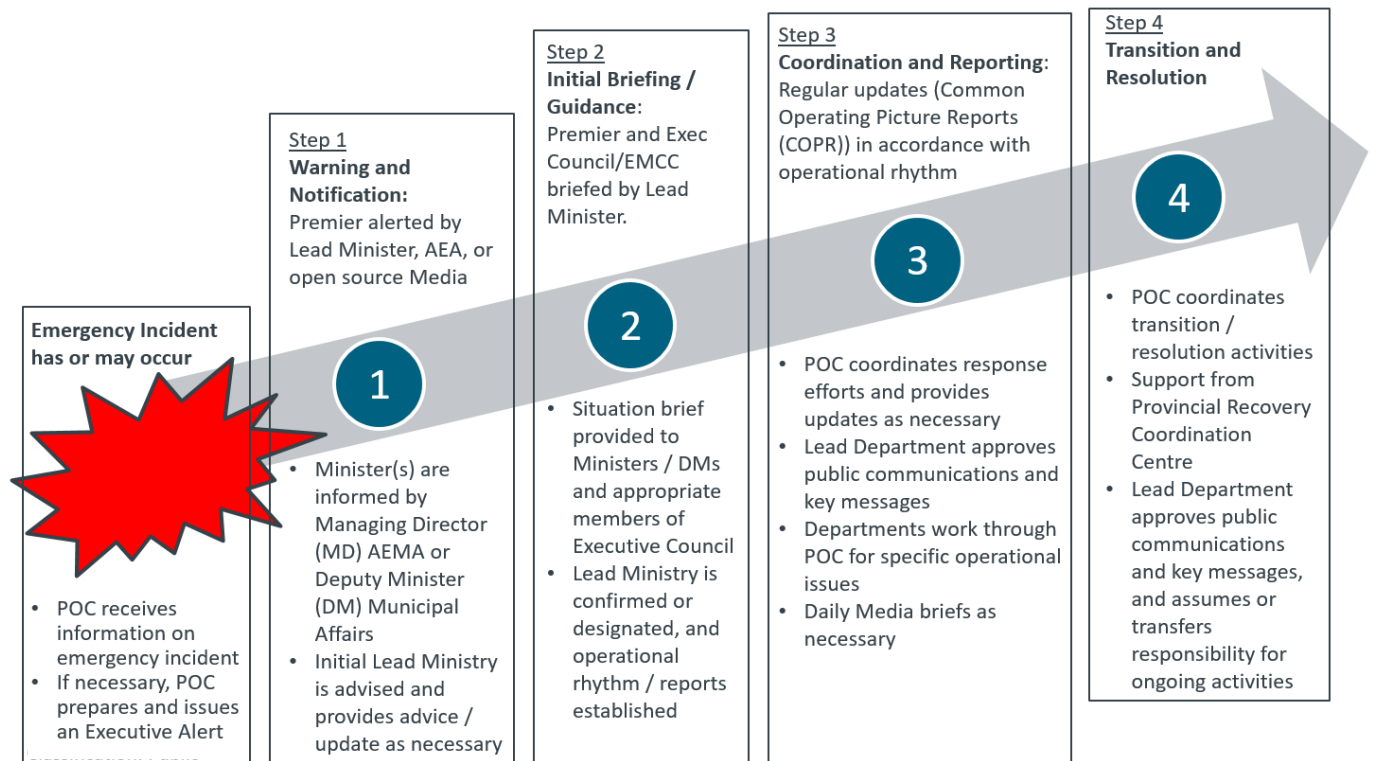 Emergency Incident
has or may occur
• POC receives
information on
emergency incident
• If necessary, POC
prepares and issues
an Executive Alert
Step 1
Warning and
Notification:
Premier alerted by
Lead Minister, AEA, or
open source Media
1
• Minister(s) are
informed by
Managing Director
(MD) AEMA or
Deputy Minister
(DM) Municipal
Affairs
• Initial Lead Ministry
is advised and
provides advice /
update as necessary
Step 2
Initial Briefing /
Guidance:
Premier and Exec
Council/EMCC
briefed by Lead
Minister.
2
• Situation brief
provided to
Ministers / DMs
and appropriate
members of
Executive Council
• Lead Ministry is
confirmed or
designated, and
operational
rhythm / reports
established
Step 3
Coordination and Reporting:
Regular updates (Common
Operating Picture Reports
(COPR)) in accordance with
operational rhythm
3
• POC coordinates response
efforts and provides
updates as necessary
• Lead Department approves
public communications and
key messages
• Departments work through
POC for specific operational
issues
• Daily Media briefs as
necessary
Step 4
Transition and
Resolution
4
• POC coordinates
transition /
resolution activities
• Support from
Provincial Recovery
Coordination
Centre
• Lead Department
approves public
communications
and key messages,
and assumes or
transfers
responsibility for
ongoing activities